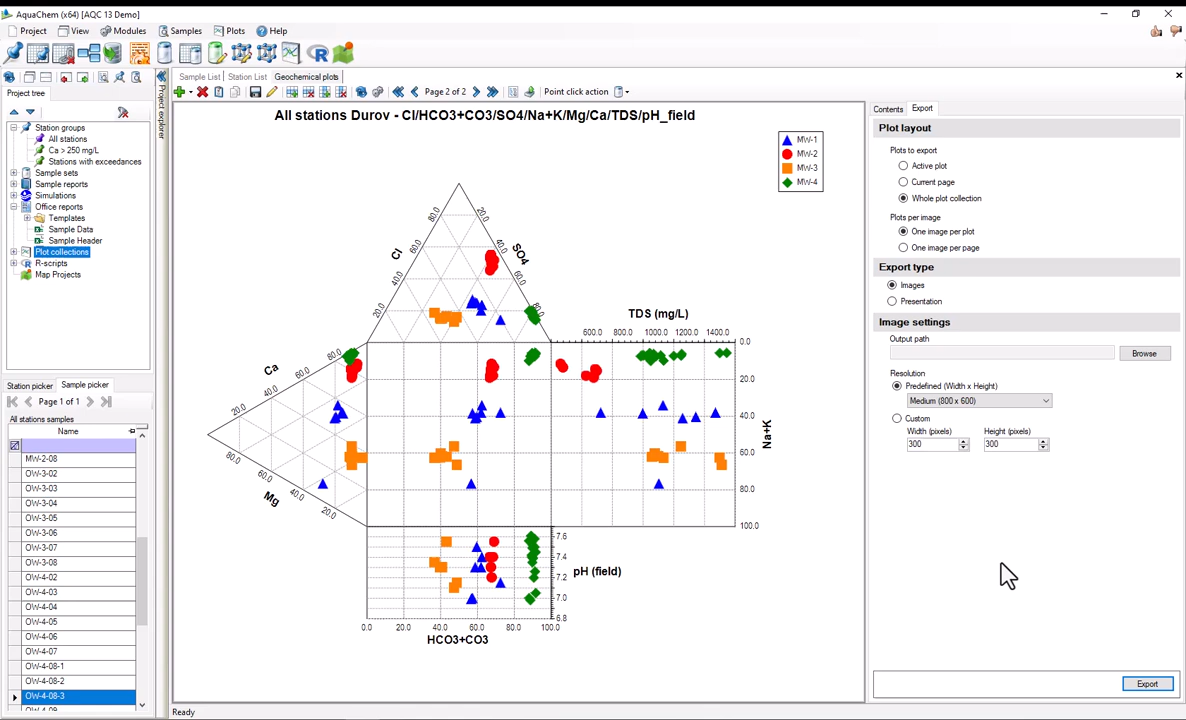 AquaChem (x64) [AQC 13 Demo]
Project View Modules Samples Plots Help
Sample List Station List Geochemical plots
Page 2 of 2 Point click action
Project tree
Project explorer
Station groups
All stations
Ca > 250 mg/L
Stations with exceedances
Sample sets
Sample reports
Simulations
Office reports
Templates
Sample Data
Sample Header
Plot collections
R-scripts
Map Projects
Station picker Sample picker
Page 1 of 1
All stations samples
Name
MW-2-08
OW-3-02
OW-3-03
OW-3-04
OW-3-05
OW-3-06
OW-3-07
OW-3-08
OW-4-02
OW-4-03
OW-4-04
OW-4-05
OW-4-06
OW-4-07
OW-4-08-1
OW-4-08-2
OW-4-08-3
All stations Durov - Cl/HCO3+CO3/SO4/Na+K/Mg/Ca/TDS/pH_field
MW-1
MW-2
MW-3
MW-4
80.0 20.0
Cl 60.0 40.0 SO4
40.0 60.0
20.0 80.0
TDS (mg/L)
600.0 800.0 1000.0 1200.0 1400.0
0.0
20.0
40.0
60.0
80.0
100.0
Na+K
Ca
80.0
60.0
40.0
20.0
80.0
60.0
40.0
20.0
Mg
7.6
7.4
7.2
7.0
6.8
pH (field)
0.0 20.0 40.0 60.0 80.0 100.0
HCO3+CO3
Contents Export
Plot layout
Plots to export
Active plot
Current page
Whole plot collection
Plots per image
One image per plot
One image per page
Export type
Images
Presentation
Image settings
Output path
Browse
Resolution
Predefined (Width x Height)
Medium (800 x 600)
Custom
Width (pixels) Height (pixels)
300 300
Export
Ready